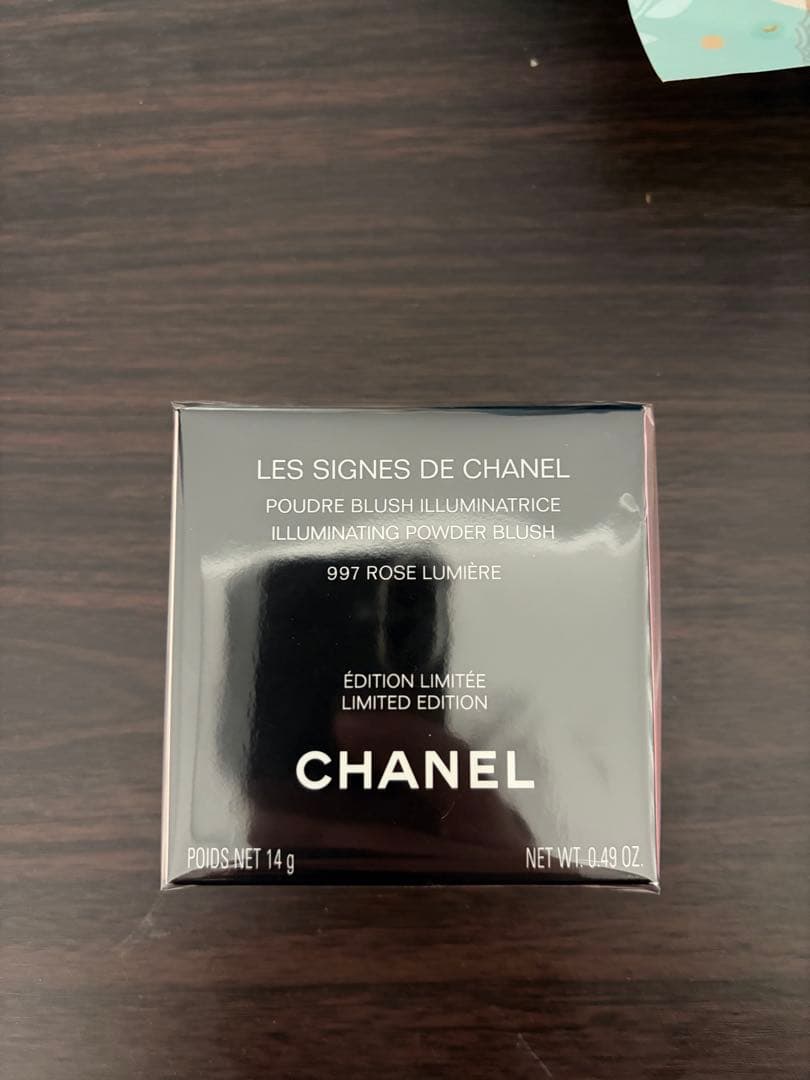 LES SIGNES DE CHANEL
POUDRE BLUSH ILLUMINATRICE
ILLUMINATING POWDER BLUSH
997 ROSE LUMIÈRE
ÉDITION LIMITÉE
LIMITED EDITION
CHANEL
POIDS NET 14 g
NET WT. 0.49 OZ.